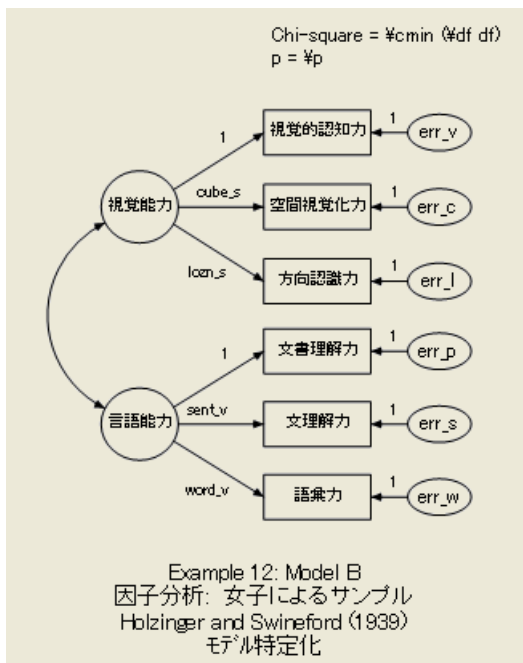 Chi-square = ¥cmin (¥df df)
p = ¥p
1
視覚的認知力
1
err_v
視覚能力
cube_s
空間視覚化力
1
err_c
lozn_s
方向認識力
1
err_l
1
文書理解力
1
err_p
言語能力
sent_v
文理解力
1
err_s
word_v
語彙力
1
err_w
Example 12: Model B
因子分析: 女子によるサンプル
Holzinger and Swineford (1939)
モデル特定化